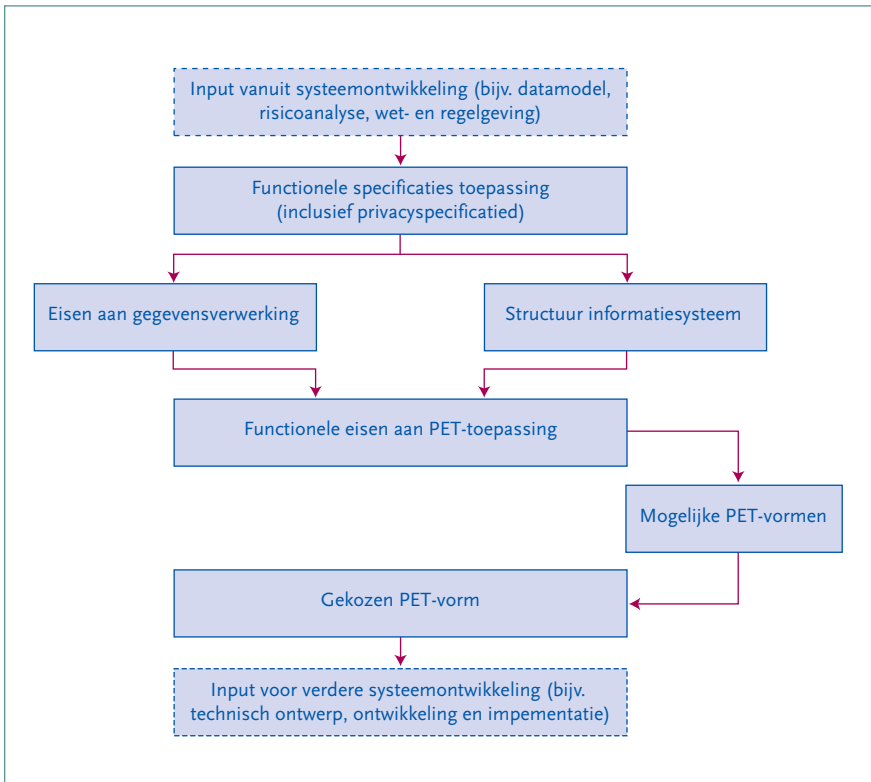 Input vanuit systeemontwikkeling (bijv. datamodel,
risicoanalyse, wet- en regelgeving)
Functionele specificaties toepassing
(inclusief privacyspecificatied)
Eisen aan gegevensverwerking
Structuur informatiesysteem
Functionele eisen aan PET-toepassing
Mogelijke PET-vormen
Gekozen PET-vorm
Input voor verdere systeemontwikkeling (bijv.
technisch ontwerp, ontwikkeling en impementatie)